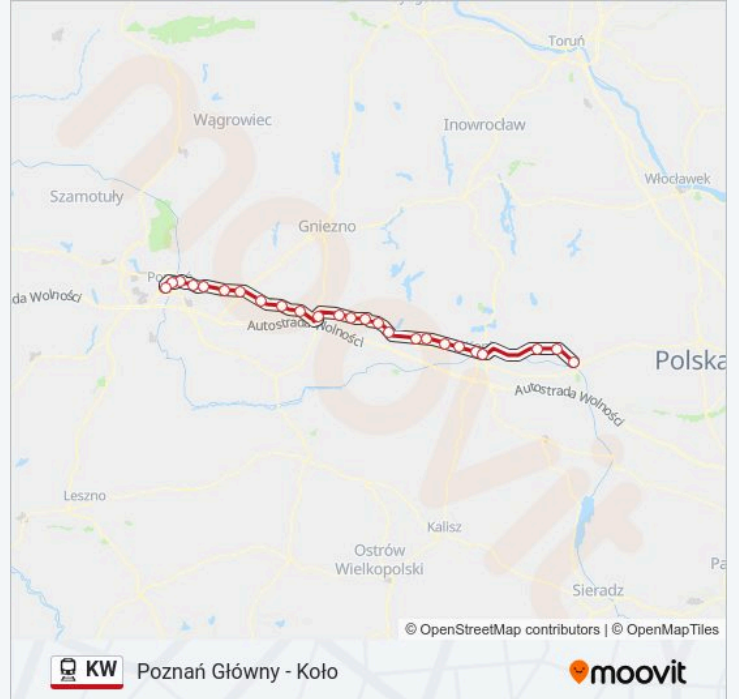 Toruń
Wągrowiec
Inowrocław
Włocławek
Szamotuły
Gniezno
da Wolności
Autostrada Wolności
Polska
Autostrada Wolności
Leszno
Kalisz
Ostrów
Wielkopolski
Sieradz
Pa
moovit
© OpenStreetMap contributors | © OpenMapTiles
KW Poznań Główny - Koło
moovit